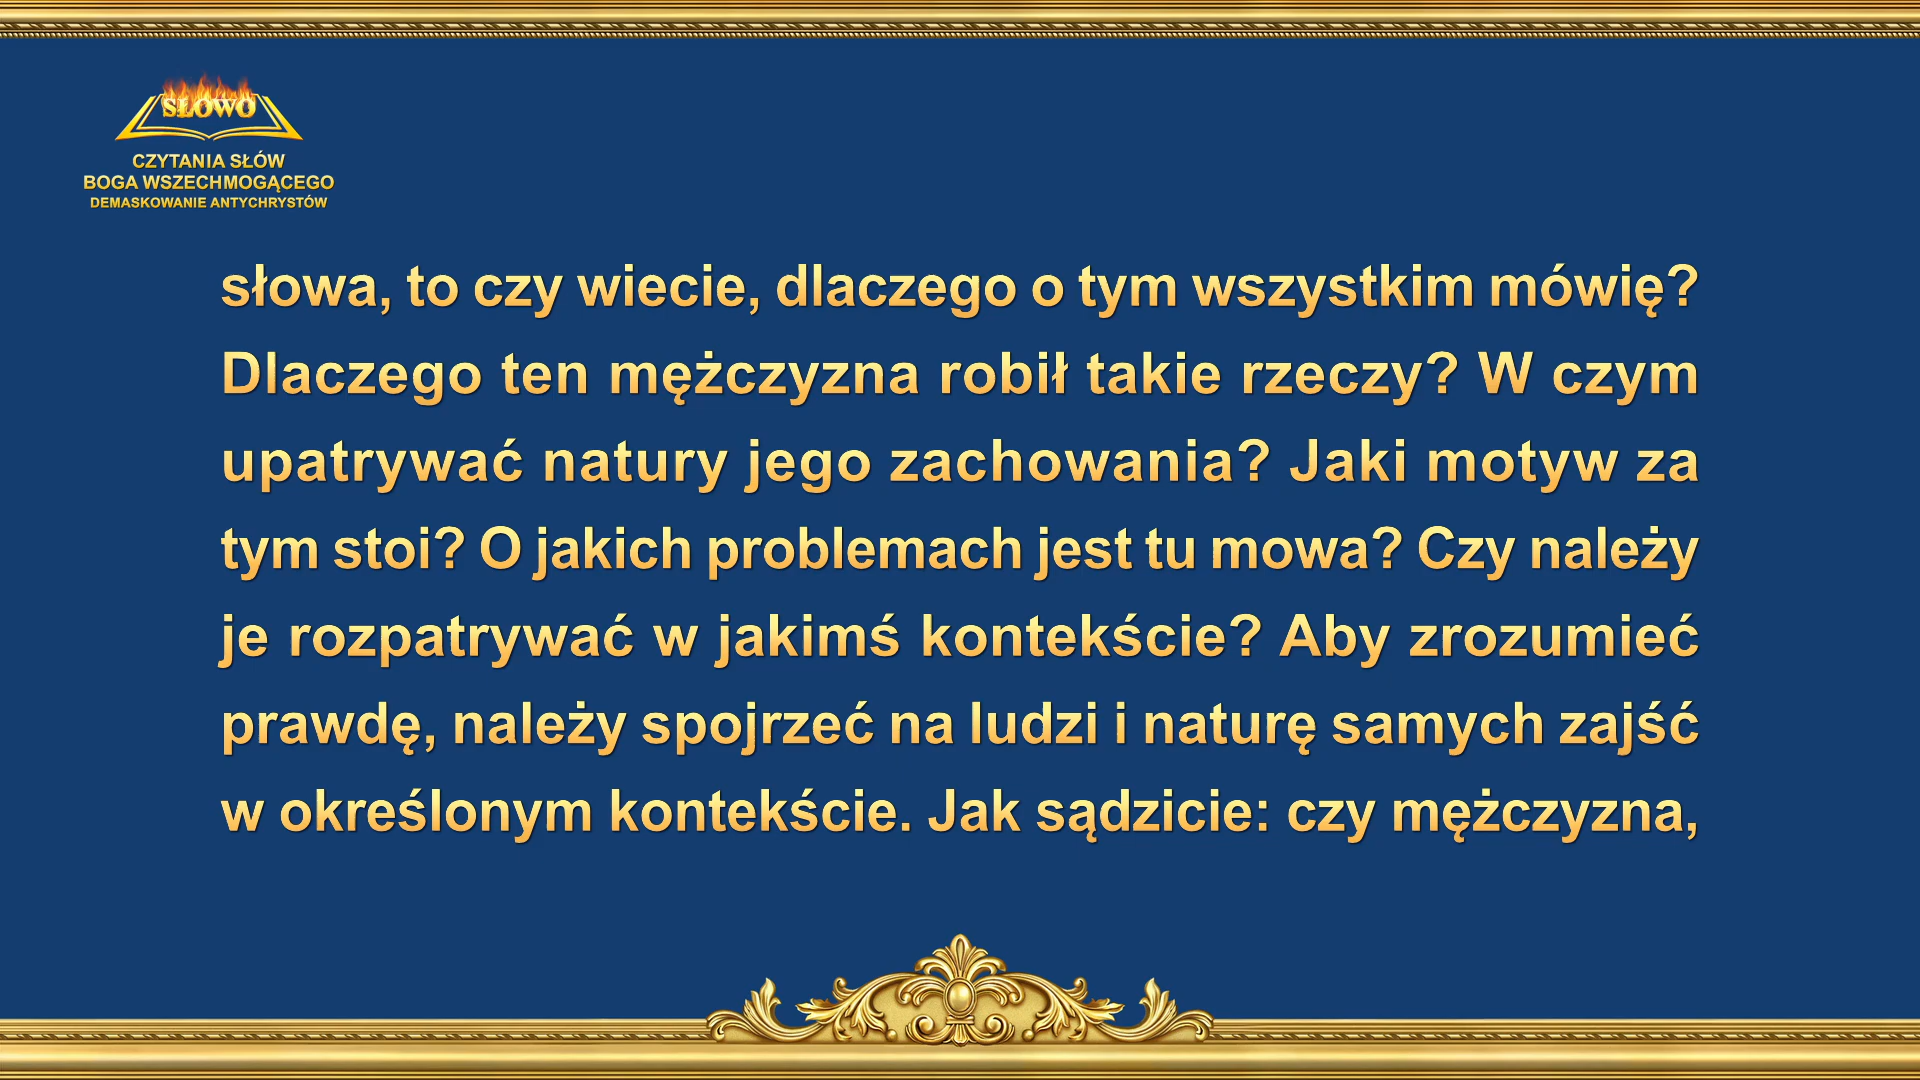 SŁOWO
CZYTANIA SŁÓW
BOGA WSZECHMOGĄCEGO
DEMASKOWANIE ANTYCHRYSTÓW
słowa, to czy wiecie, dlaczego o tym wszystkim mówię?
Dlaczego ten mężczyzna robił takie rzeczy? W czym
upatrywać natury jego zachowania? Jaki motyw za
tym stoi? O jakich problemach jest tu mowa? Czy należy
je rozpatrywać w jakimś kontekście? Aby zrozumieć
prawdę, należy spojrzeć na ludzi i naturę samych zajść
w określonym kontekście. Jak sądzicie: czy mężczyzna,